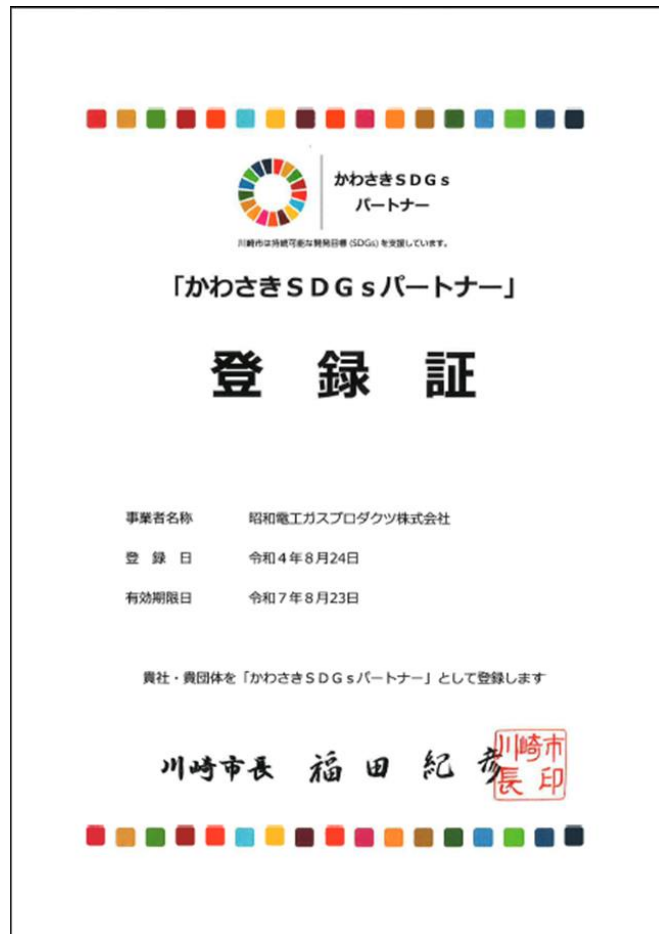 かわさきＳＤＧｓ
パートナー
川崎市は持続可能な開発目標(SDGs)を支援しています。
「かわさきＳＤＧｓパートナー」
登録証
事業者名称 昭和電工ガスプロダクツ株式会社
登録日 令和４年８月24日
有効期限日 令和７年８月23日
貴社・貴団体を「かわさきＳＤＧｓパートナー」として登録します
川崎市長 福田紀彦
川崎市
長印